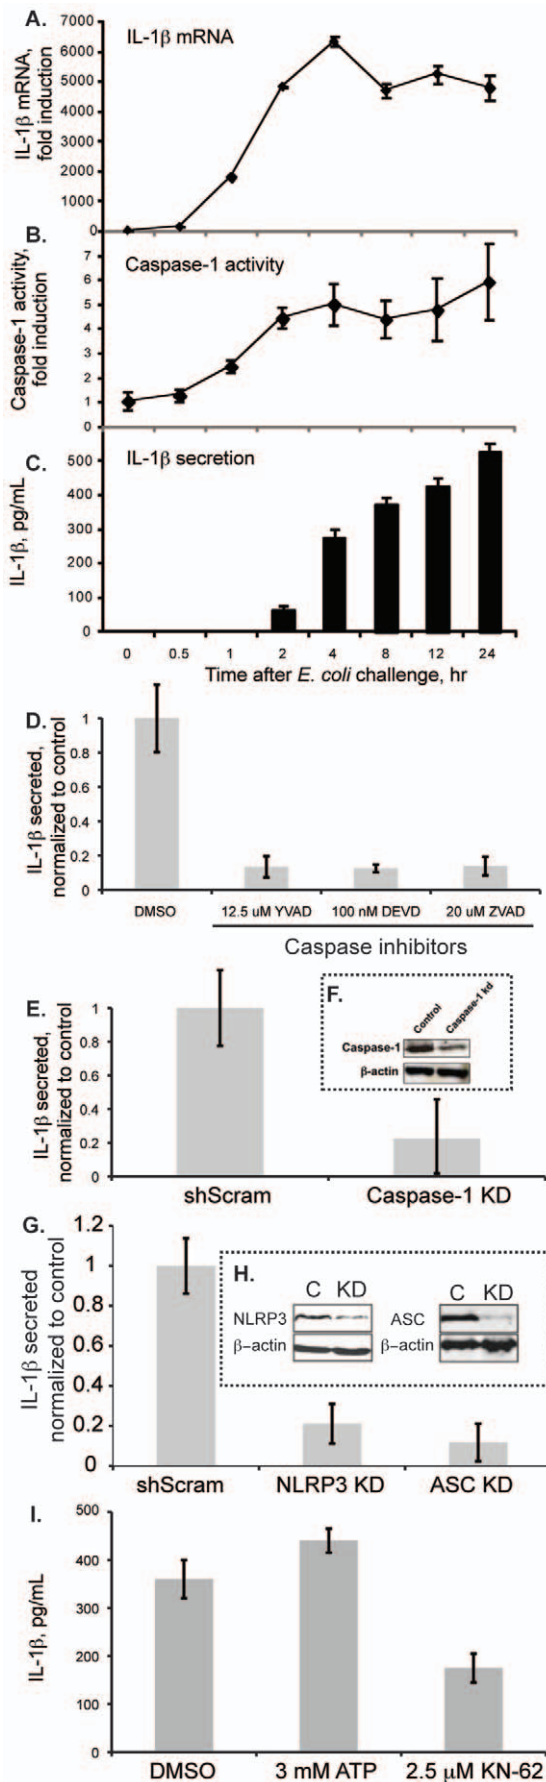 A.
IL-1β mRNA
IL-1β mRNA,
fold induction
7000
6000
5000
4000
3000
2000
1000
0
B.
Caspase-1 activity
Caspase-1 activity,
fold induction
7
6
5
4
3
2
1
0
C.
IL-1β secretion
IL-1β, pg/mL
500
400
300
200
100
0
0 0.5 1 2 4 8 12 24
Time after E. coli challenge, hr
D.
IL-1β secreted,
normalized to control
1
0.8
0.6
0.4
0.2
0
DMSO 12.5 uM YVAD 100 nM DEVD 20 uM ZVAD
Caspase inhibitors
E.
IL-1β secreted,
normalized to control
1
0.8
0.6
0.4
0.2
0
shScram Caspase-1 KD
F.
Control Caspase-1 kd
Caspase-1
β-actin
G.
IL-1β secreted
normalized to control
1.2
1
0.8
0.6
0.4
0.2
0
shScram NLRP3 KD ASC KD
H.
C KD C KD
NLRP3 ASC
β-actin β-actin
I.
IL-1β, pg/mL
500
400
300
200
100
0
DMSO 3 mM ATP 2.5 μM KN-62